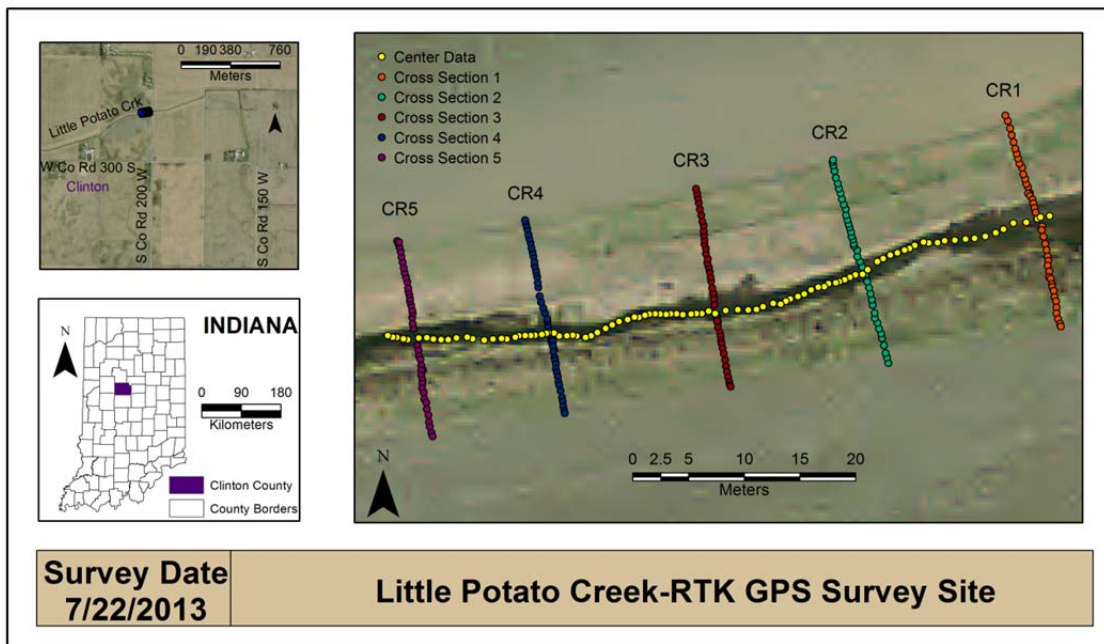 0 190 380 760
Meters
Little Potato Crk
W Co Rd 300 S
Clinton
S Co Rd 200 W
S Co Rd 150 W
N
INDIANA
0 90 180
Kilometers
Clinton County
County Borders
Center Data
Cross Section 1
Cross Section 2
Cross Section 3
Cross Section 4
Cross Section 5
CR1
CR2
CR3
CR4
CR5
0 2.5 5 10 15 20
Meters
N
Survey Date
7/22/2013
Little Potato Creek-RTK GPS Survey Site